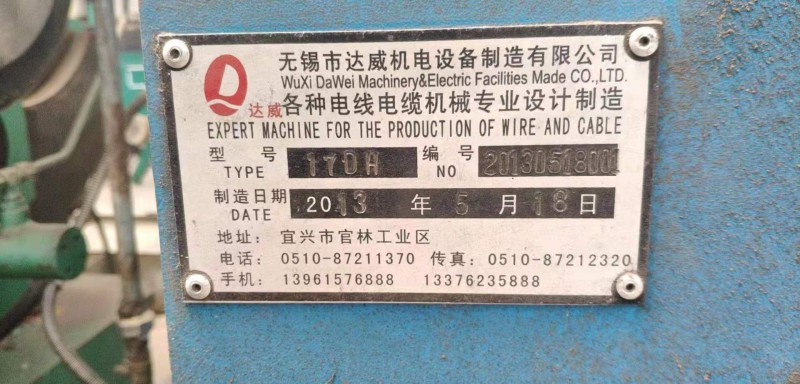 无锡市达威机电设备制造有限公司
WuXi DaWei Machinery&Electric Facilities Made CO.,LTD.
达威 各种电线电缆机械专业设计制造
EXPERT MACHINE FOR THE PRODUCTION OF WIRE AND CABLE
型号 170H 编号 20130518001
TYPE NO
制造日期 2013 年 5 月 18 日
DATE
地址: 宜兴市官林工业区
电话: 0510-87211370 传真: 0510-87212320
手机: 13961576888 13376235888